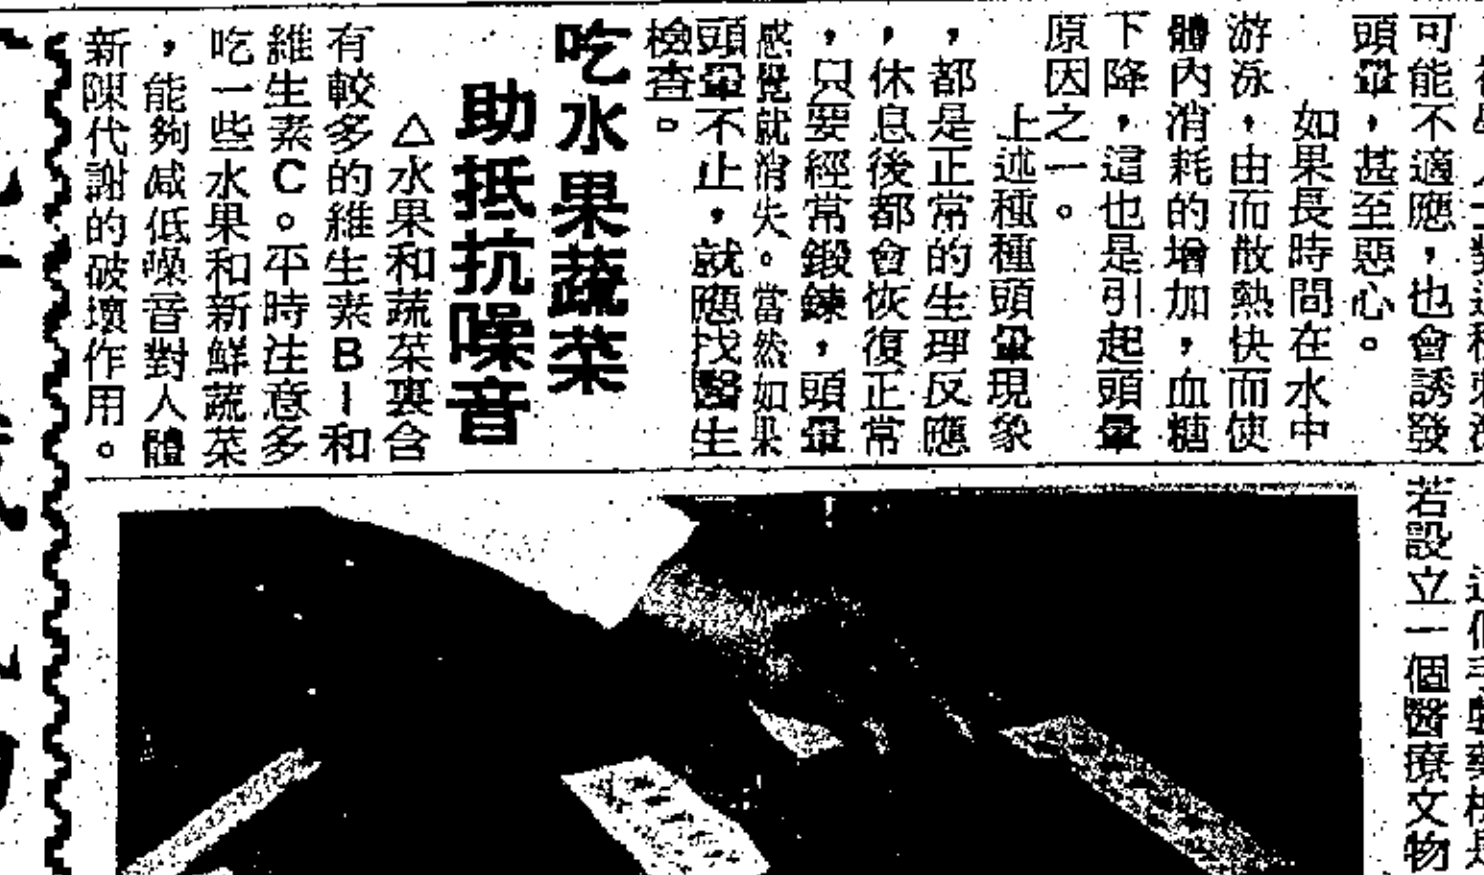 可能不適應，也會誘發
頭暈，甚至惡心。
如果長時間在水中
游泳，由而散熱快而使
體內消耗的增加，血糖
下降，這也是引起頭暈
原因之一。
上述種種頭暈現象
，都是正常的生理反應
，休息後都會恢復正常
，只要經常鍛鍊，頭暈
感覺就消失。當然如果
頭暈不止，就應找醫生
檢查。
吃水果蔬菜
助抵抗噪音
△水果和蔬菜裏含
有較多的維生素B1和
維生素C。平時注意多
吃一些水果和新鮮蔬菜
，能夠減低噪音對人體
新陳代謝的破壞作用。
若設立一個醫療文物